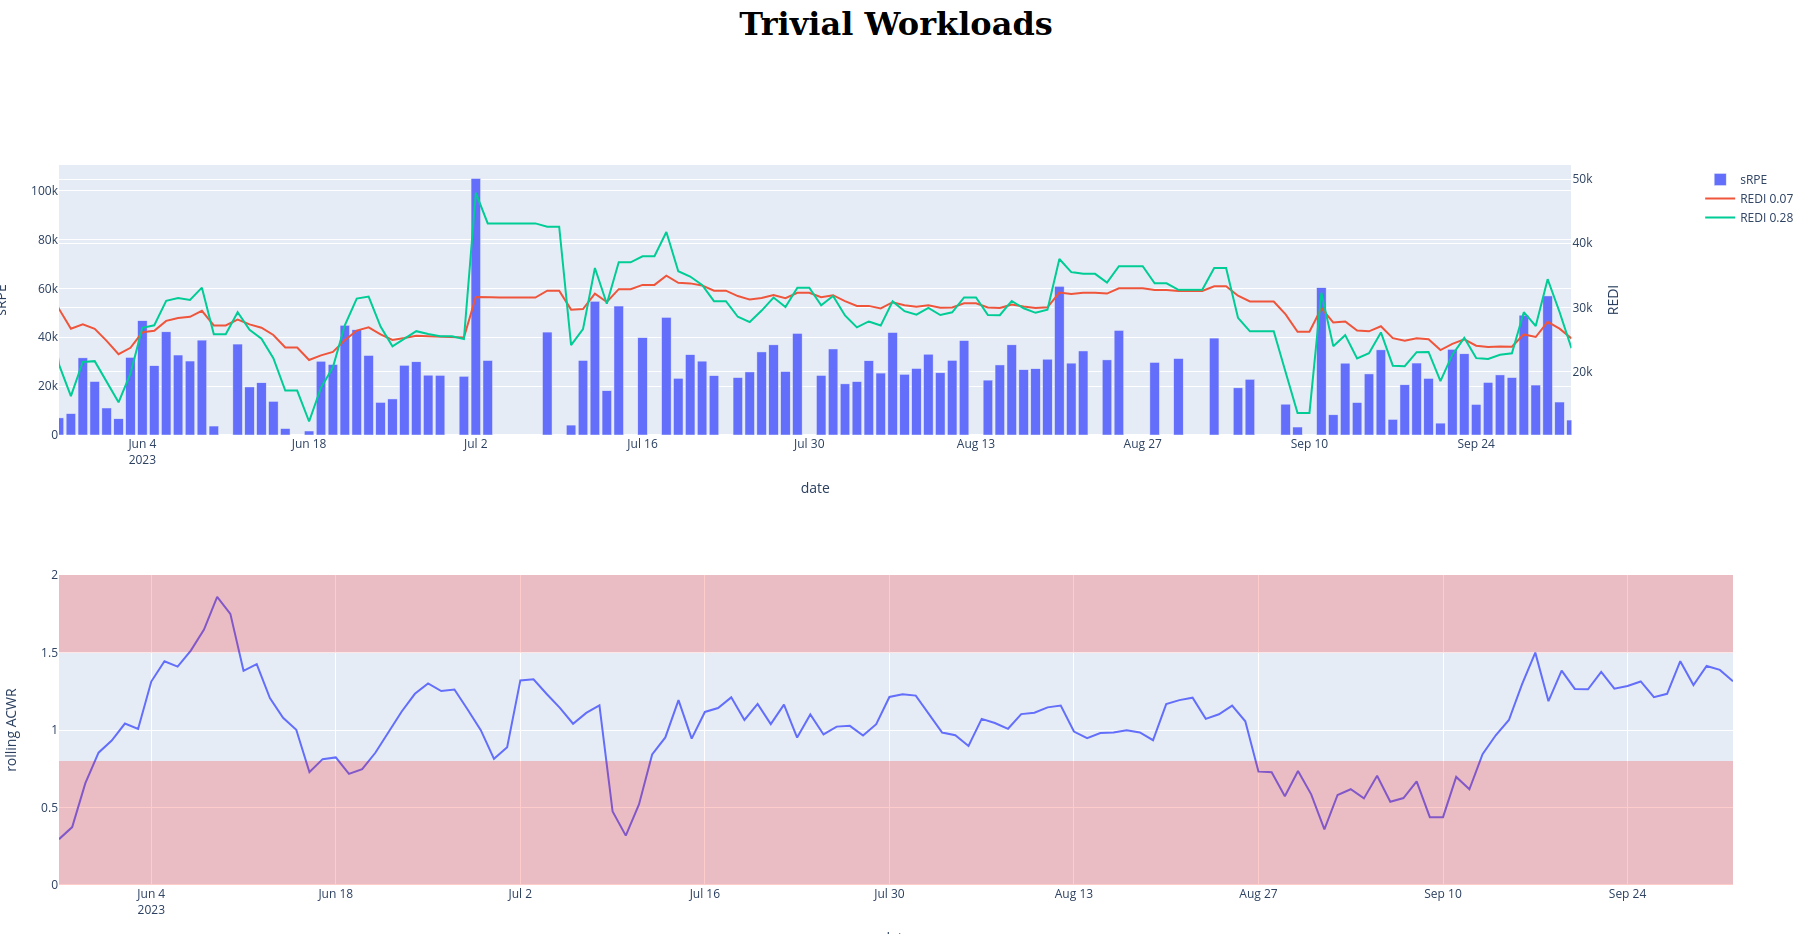 Trivial Workloads
100k
80k
60k
40k
20k
0
sRPE
50k
40k
30k
20k
REDI
Jun 4
2023
Jun 18
Jul 2
Jul 16
Jul 30
Aug 13
Aug 27
Sep 10
Sep 24
date
sRPE
REDI 0.07
REDI 0.28
2
1.5
1
0.5
0
rolling ACWR
Jun 4
2023
Jun 18
Jul 2
Jul 16
Jul 30
Aug 13
Aug 27
Sep 10
Sep 24